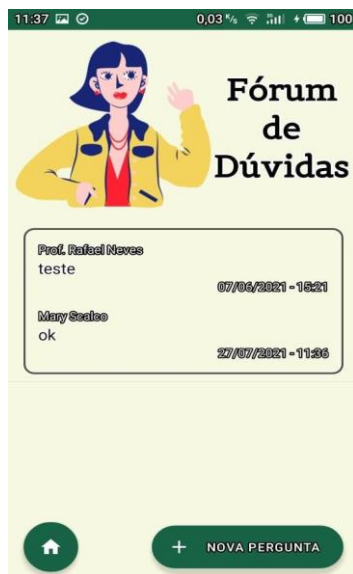 11:37 0,03 K/s 100
Fórum
de
Dúvidas
Prof. Rafael Neves
teste
07/06/2021 - 15:21
Mary Scalco
ok
27/07/2021 - 11:36
+ NOVA PERGUNTA